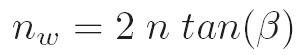 n_w = 2 n tan(β)